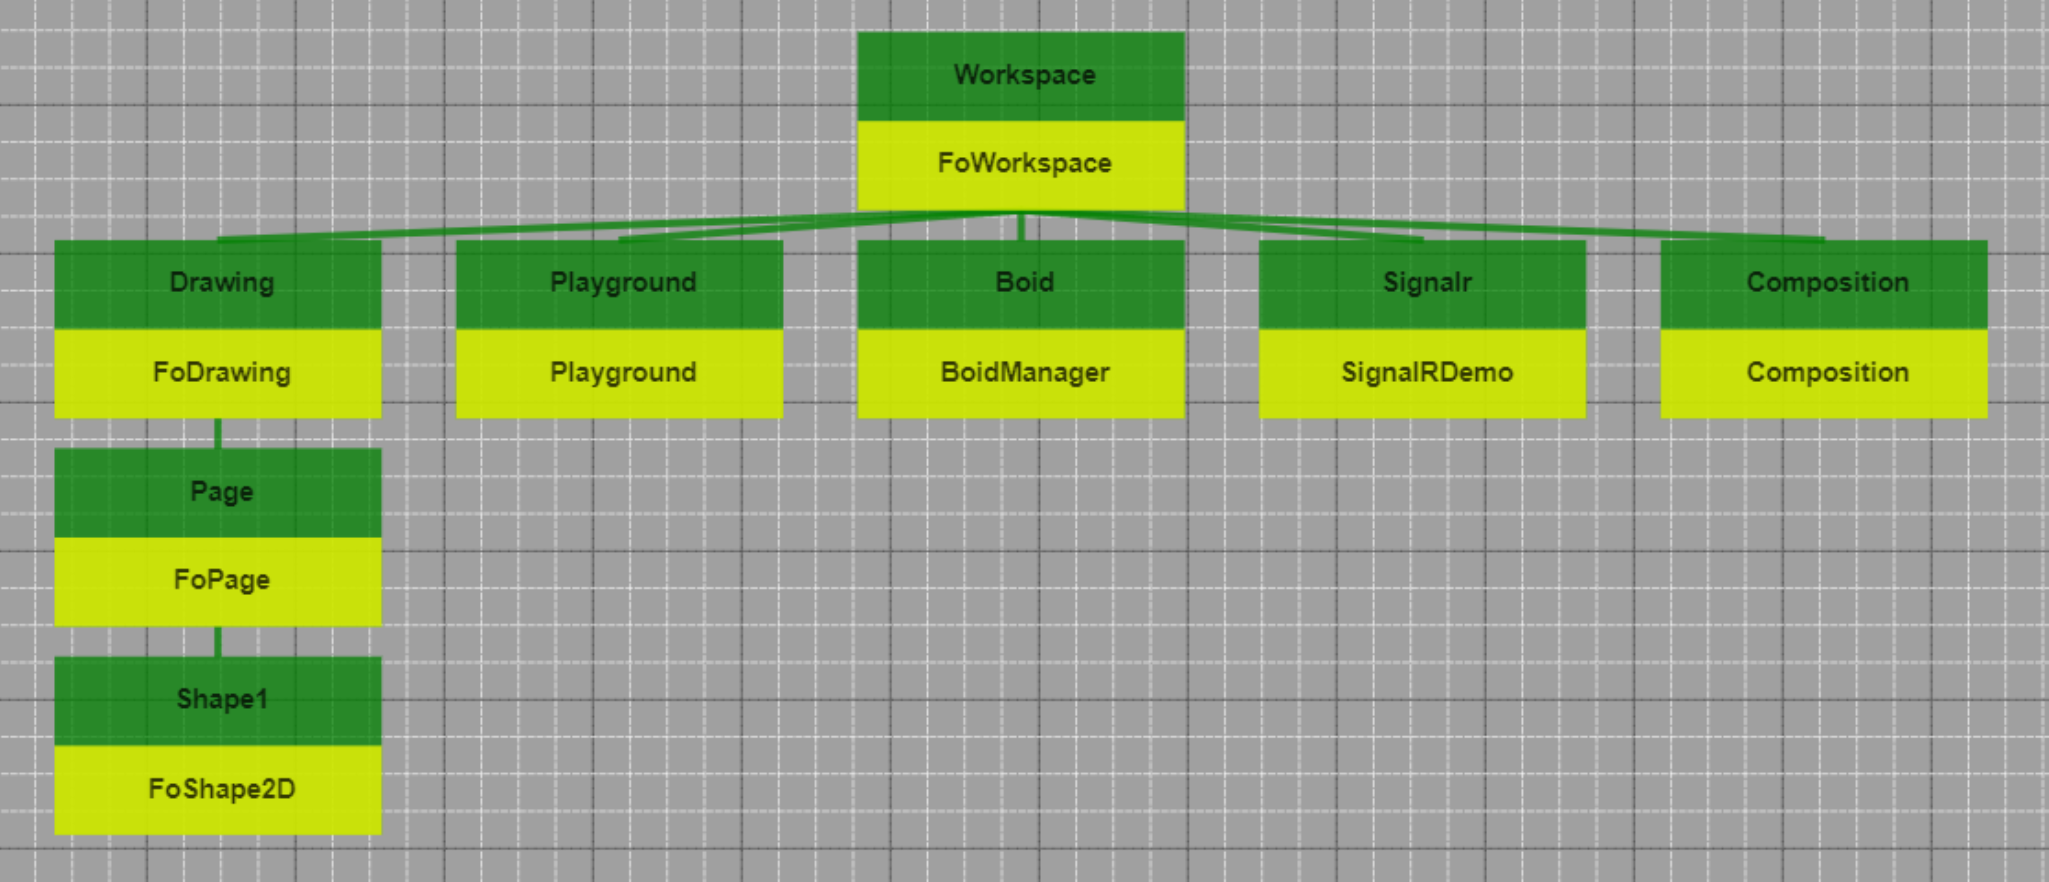 Workspace
FoWorkspace
Drawing
Playground
Boid
Signalr
Composition
FoDrawing
Playground
BoidManager
SignalRDemo
Composition
Page
FoPage
Shape1
FoShape2D